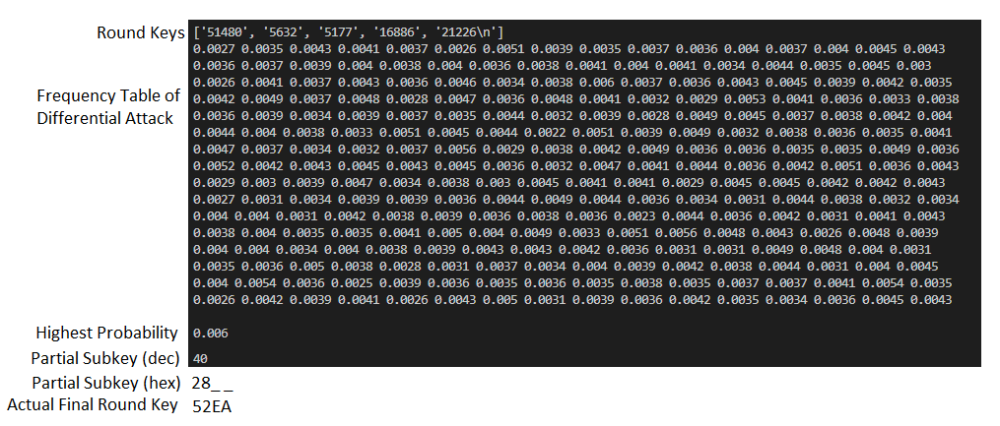 Round Keys ['51480', '5632', '5177', '16886', '21226\n']
0.0027 0.0035 0.0043 0.0041 0.0037 0.0026 0.0051 0.0039 0.0035 0.0037 0.0036 0.004 0.0037 0.004 0.0045 0.0043
0.0036 0.0037 0.0039 0.004 0.0038 0.004 0.0036 0.0038 0.0041 0.004 0.0041 0.0034 0.0044 0.0035 0.0045 0.003
Frequency Table of
Differential Attack
0.0026 0.0041 0.0037 0.0043 0.0036 0.0046 0.0034 0.0038 0.006 0.0037 0.0036 0.0043 0.0045 0.0039 0.0042 0.0035
0.0042 0.0049 0.0037 0.0048 0.0028 0.0047 0.0036 0.0048 0.0041 0.0032 0.0029 0.0053 0.0041 0.0036 0.0033 0.0038
0.0036 0.0039 0.0034 0.0039 0.0037 0.0035 0.0044 0.0032 0.0039 0.0028 0.0049 0.0045 0.0037 0.0038 0.0042 0.004
0.0044 0.004 0.0038 0.0033 0.0051 0.0045 0.0044 0.0022 0.0051 0.0039 0.0049 0.0032 0.0038 0.0036 0.0035 0.0041
0.0047 0.0037 0.0034 0.0032 0.0037 0.0056 0.0029 0.0038 0.0042 0.0049 0.0036 0.0036 0.0035 0.0035 0.0049 0.0036
0.0052 0.0042 0.0043 0.0045 0.0043 0.0045 0.0036 0.0032 0.0047 0.0041 0.0044 0.0036 0.0042 0.0051 0.0036 0.0043
0.0029 0.003 0.0039 0.0047 0.0034 0.0038 0.003 0.0045 0.0041 0.0041 0.0029 0.0045 0.0045 0.0042 0.0042 0.0043
0.0027 0.0031 0.0034 0.0039 0.0039 0.0036 0.0044 0.0049 0.0044 0.0036 0.0034 0.0031 0.0044 0.0038 0.0032 0.0034
0.004 0.004 0.0031 0.0042 0.0038 0.0039 0.0036 0.0038 0.0036 0.0023 0.0044 0.0036 0.0042 0.0031 0.0041 0.0043
0.0038 0.004 0.0035 0.0035 0.0041 0.005 0.004 0.0049 0.0033 0.0051 0.0056 0.0048 0.0043 0.0026 0.0048 0.0039
0.004 0.004 0.0034 0.004 0.0038 0.0039 0.0043 0.0043 0.0042 0.0036 0.0031 0.0031 0.0049 0.0048 0.004 0.0031
0.0035 0.0036 0.005 0.0038 0.0028 0.0031 0.0037 0.0034 0.004 0.0039 0.0042 0.0038 0.0044 0.0031 0.004 0.0045
0.004 0.0054 0.0036 0.0025 0.0039 0.0036 0.0035 0.0036 0.0035 0.0038 0.0035 0.0037 0.0037 0.0041 0.0054 0.0035
0.0026 0.0042 0.0039 0.0041 0.0026 0.0043 0.005 0.0031 0.0039 0.0036 0.0042 0.0035 0.0034 0.0036 0.0045 0.0043
Highest Probability 0.006
Partial Subkey (dec) 40
Partial Subkey (hex) 28_ _
Actual Final Round Key 52EA